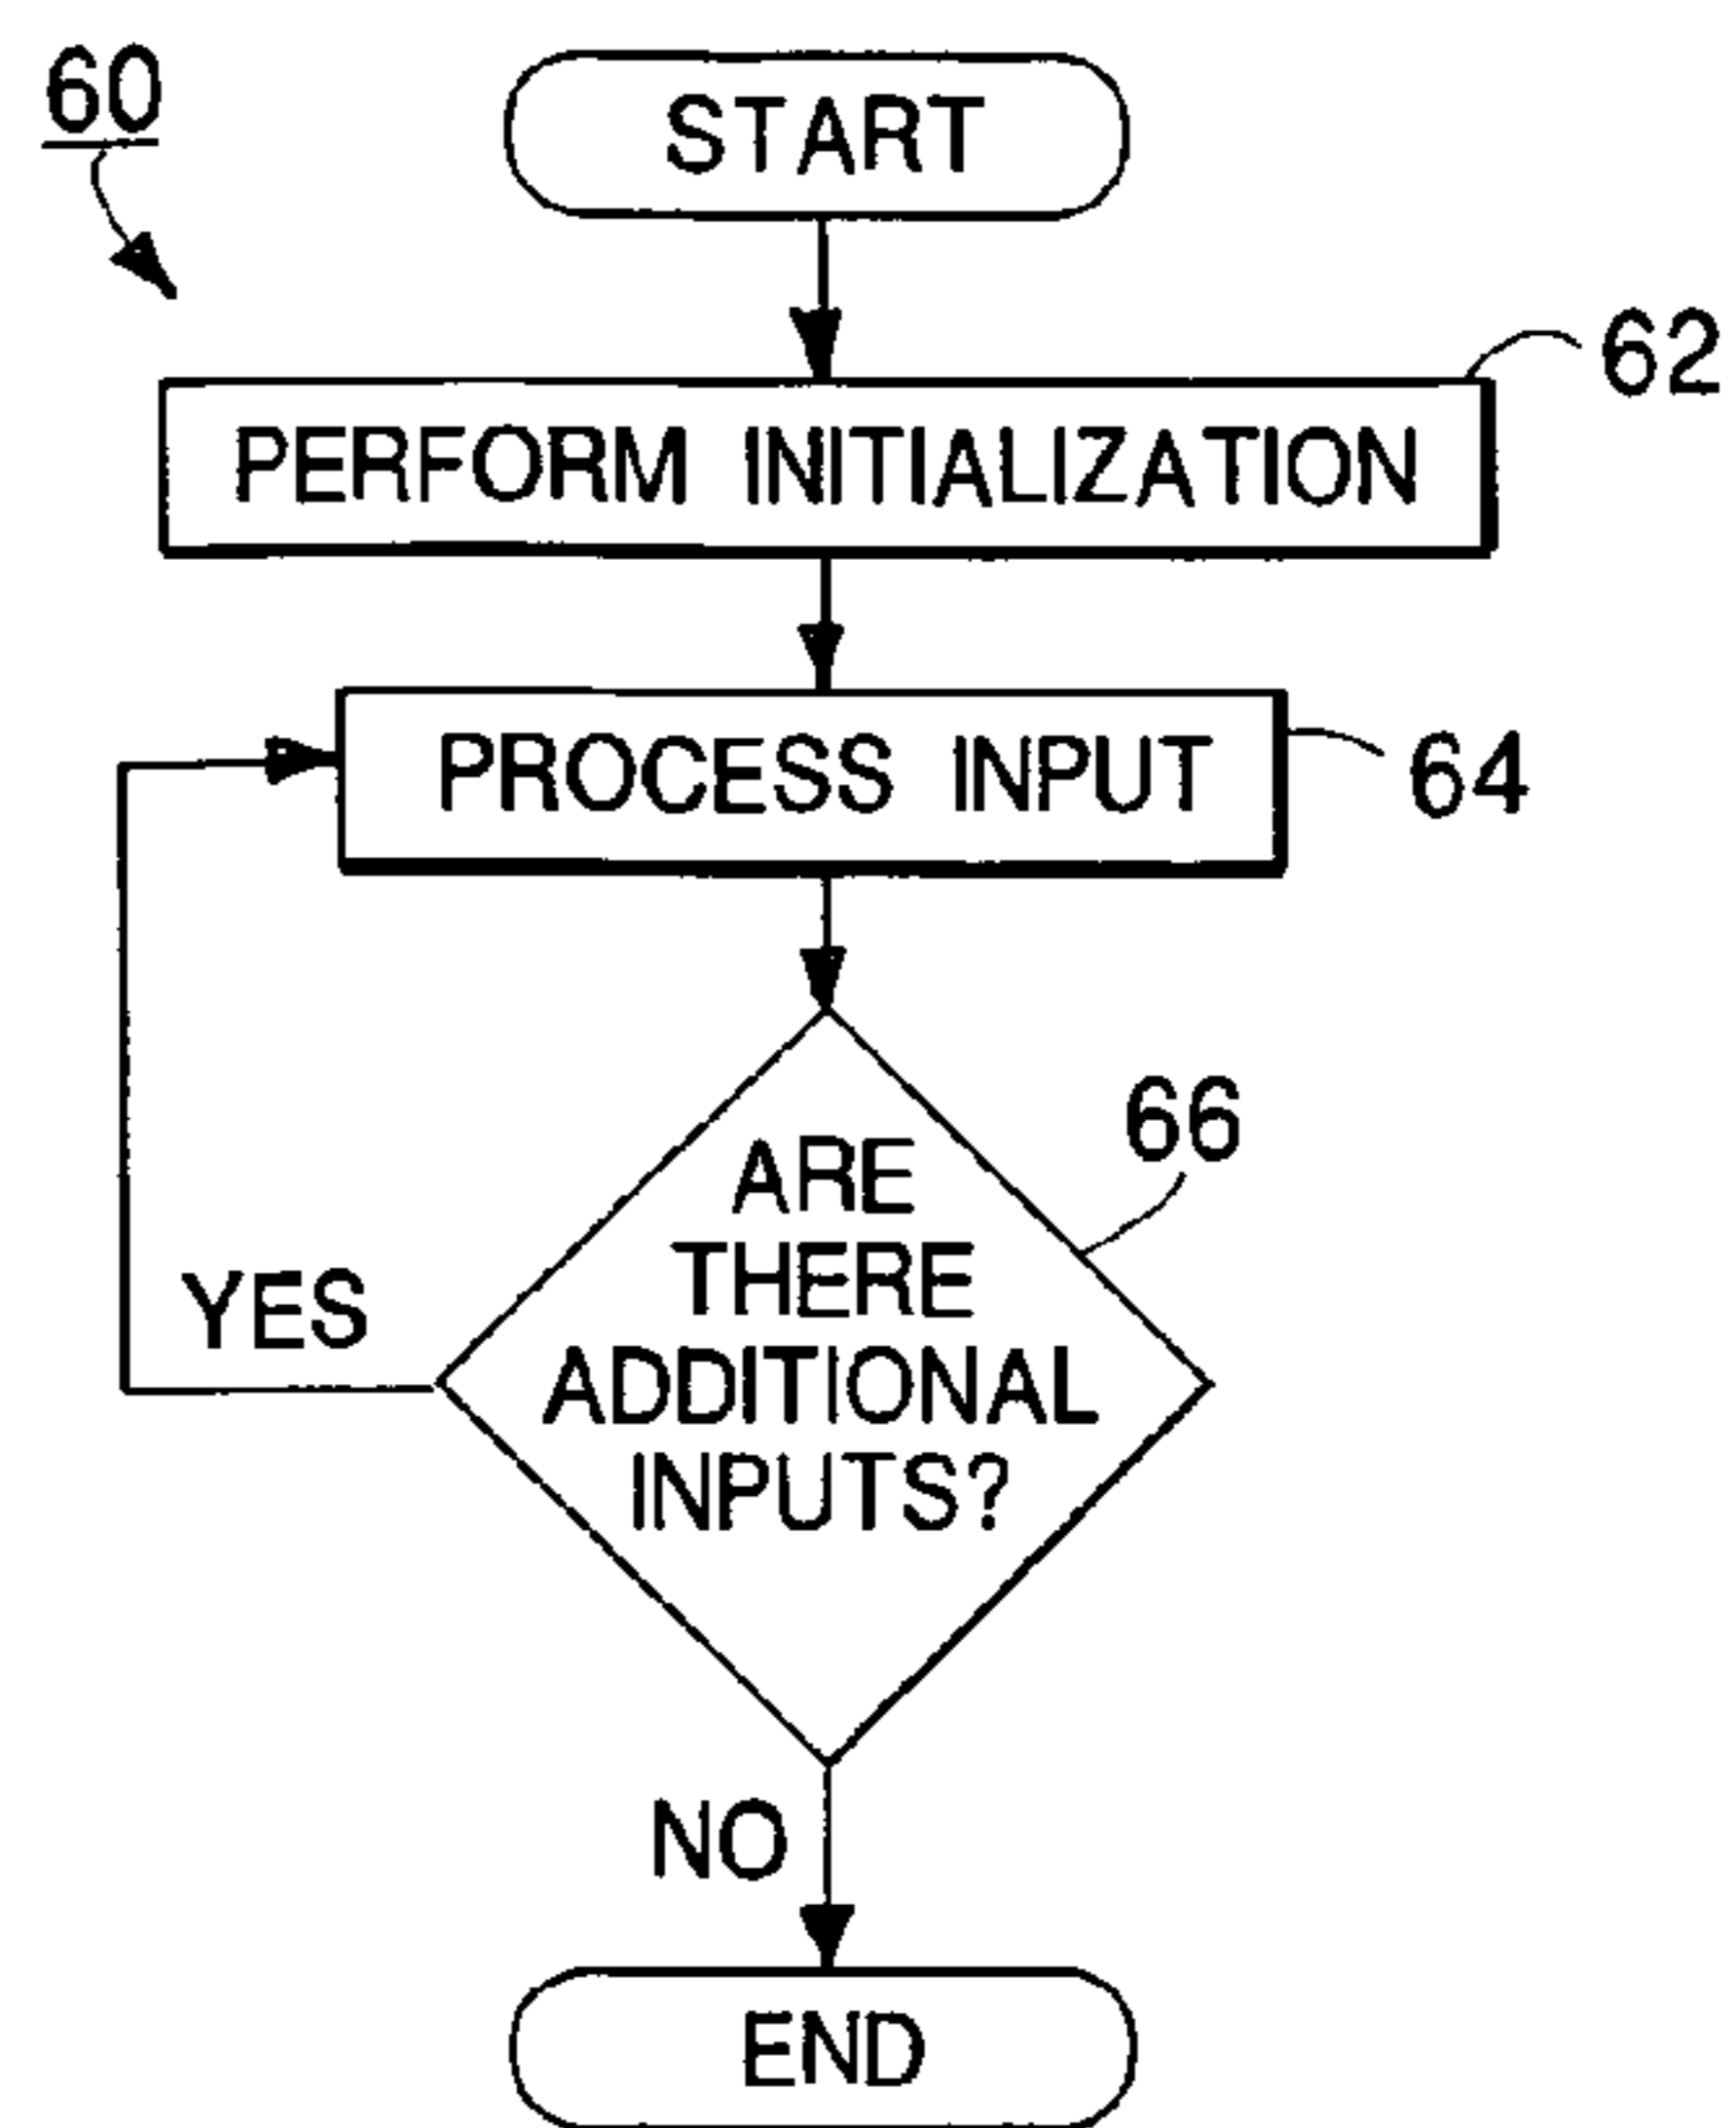 60
START
62
PERFORM INITIALIZATION
PROCESS INPUT
64
66
ARE
THERE
ADDITIONAL
INPUTS?
YES
NO
END